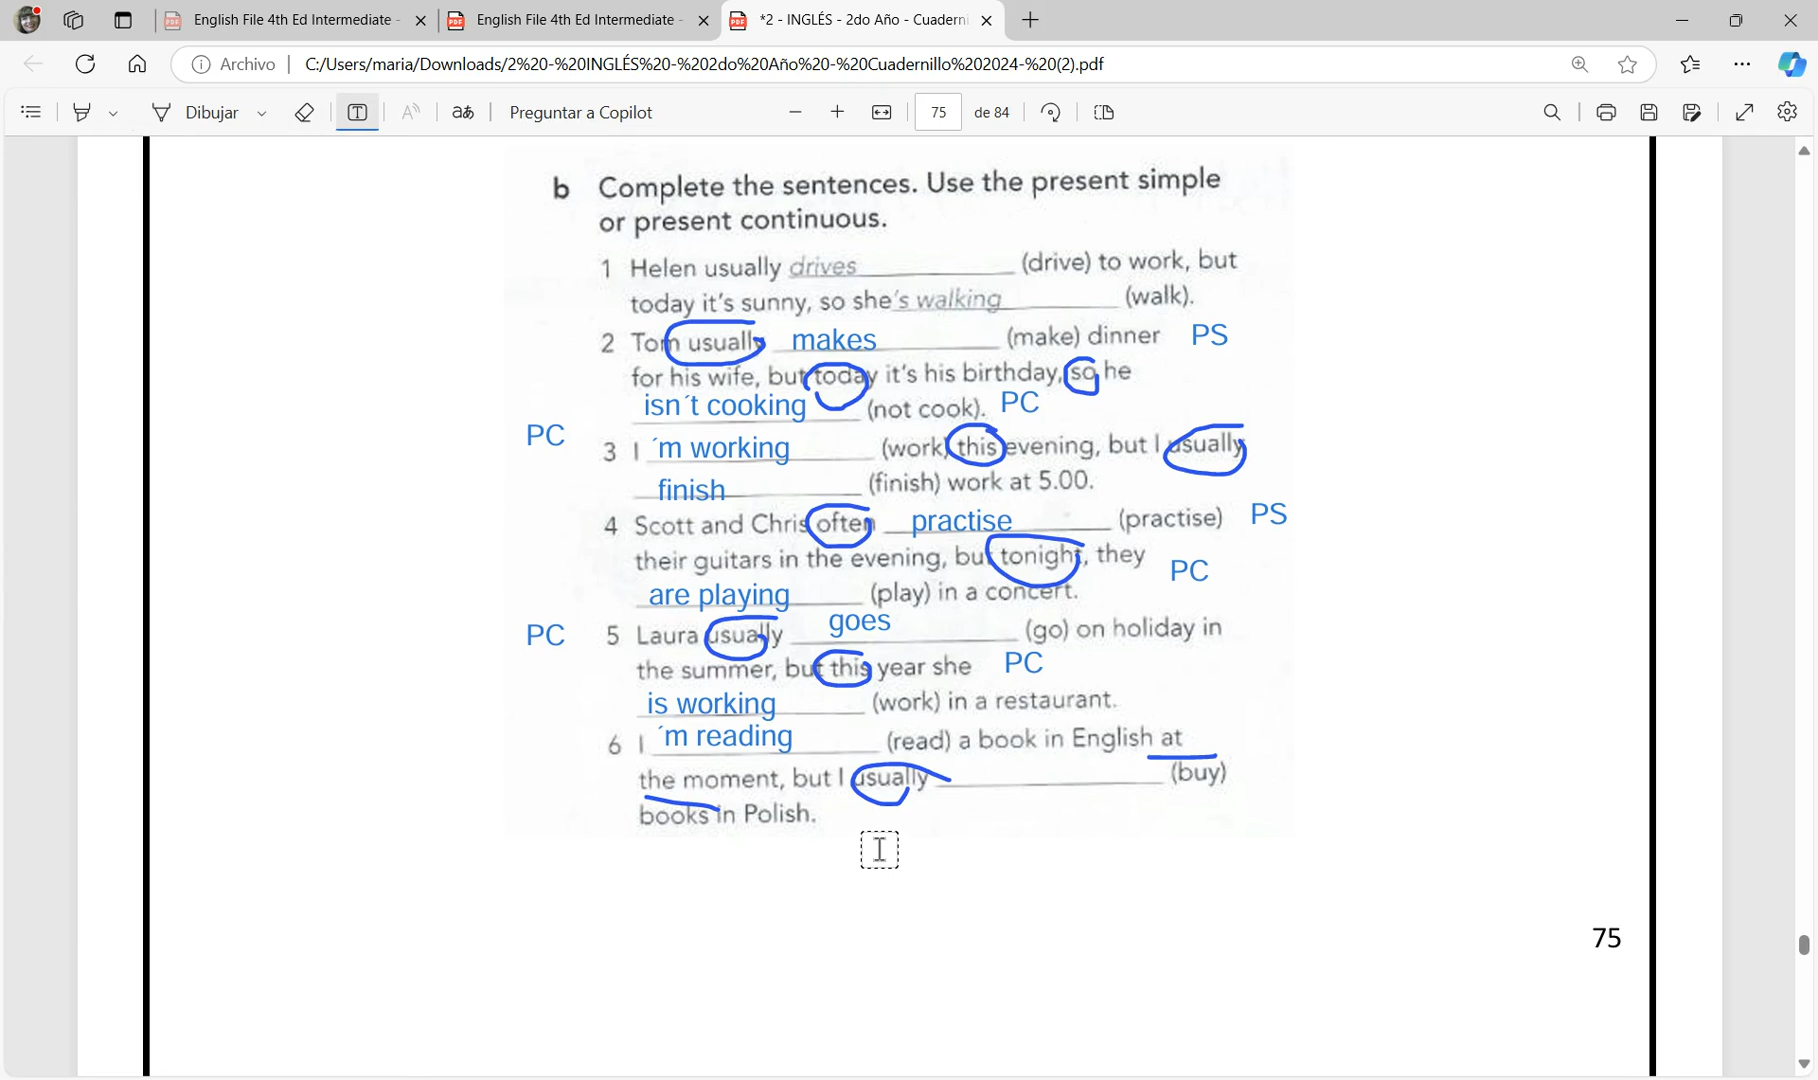 English File 4th Ed Intermediate -
English File 4th Ed Intermediate -
*2 - INGLÉS - 2do Año - Cuaderni
Archivo
C:/Users/maria/Downloads/2%20-%20INGLÉS%20-%202do%20Año%20-%20Cuadernillo%202024-%20(2).pdf
Dibujar
aあ
Preguntar a Copilot
75
de 84
b Complete the sentences. Use the present simple
or present continuous.
1 Helen usually drives (drive) to work, but
today it's sunny, so she's walking (walk).
2 Tom usually makes (make) dinner PS
for his wife, but today it's his birthday, so he
isn´t cooking (not cook). PC
PC
3 I ´m working (work) this evening, but I usually
finish (finish) work at 5.00.
4 Scott and Chris often practise (practise) PS
their guitars in the evening, but tonight, they
PC
are playing (play) in a concert.
PC 5 Laura usually goes (go) on holiday in
the summer, but this year she PC
is working (work) in a restaurant.
6 I ´m reading (read) a book in English at
the moment, but I usually (buy)
books in Polish.
75